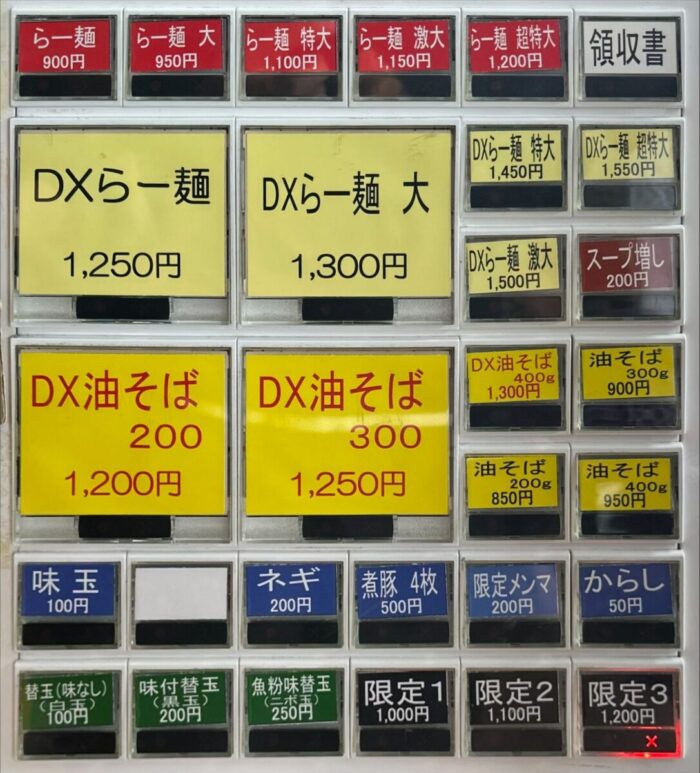 らー麺
900円
らー麺 大
950円
らー麺 特大
1,100円
らー麺 激大
1,150円
らー麺 超特大
1,200円
領収書
DXらー麺
1,250円
DXらー麺 大
1,300円
DXらー麺 特大
1,450円
DXらー麺 超特大
1,550円
DXらー麺 激大
1,500円
スープ増し
200円
DX油そば
200
1,200円
DX油そば
300
1,250円
DX油そば
400g
1,300円
油そば
300g
900円
油そば
200g
850円
油そば
400g
950円
味玉
100円
ネギ
200円
煮豚 4枚
500円
限定メンマ
200円
からし
50円
替玉(味なし)
(白玉)
100円
味付替玉
(黒玉)
200円
魚粉味替玉
(ニボ玉)
250円
限定1
1,000円
限定2
1,100円
限定3
1,200円
×